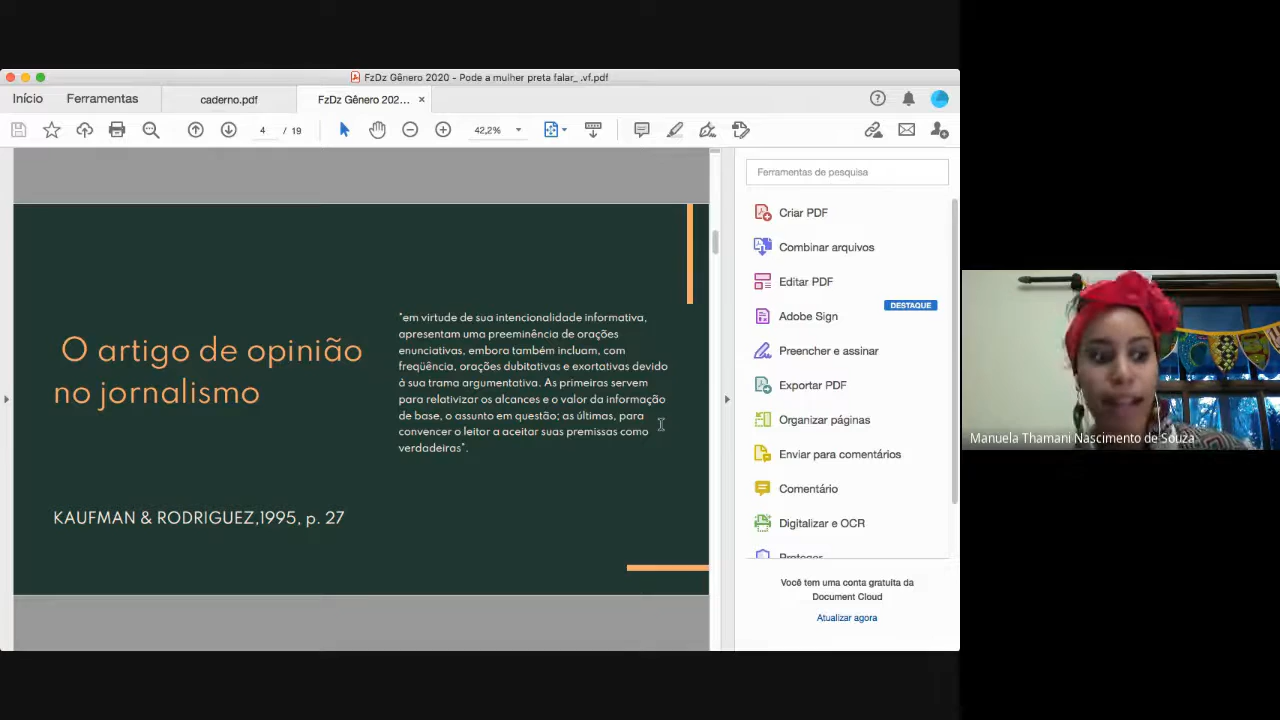 FzDz Gênero 2020 - Pode a mulher preta falar_ .vf.pdf
Início
Ferramentas
caderno.pdf
FzDz Gênero 202... ×
4 / 19
42,2%
Ferramentas de pesquisa
Criar PDF
Combinar arquivos
Editar PDF
DESTAQUE
Adobe Sign
Preencher e assinar
Exportar PDF
Organizar páginas
Enviar para comentários
Comentário
Digitalizar e OCR
Proteger
Você tem uma conta gratuita da
Document Cloud
Atualizar agora
O artigo de opinião
no jornalismo
"em virtude de sua intencionalidade informativa,
apresentam uma preeminência de orações
enunciativas, embora também incluam, com
freqüência, orações dubitativas e exortativas devido
à sua trama argumentativa. As primeiras servem
para relativizar os alcances e o valor da informação
de base, o assunto em questão; as últimas, para
convencer o leitor a aceitar suas premissas como
verdadeiras".
KAUFMAN & RODRIGUEZ,1995, p. 27
Manuela Thamani Nascimento de Souza